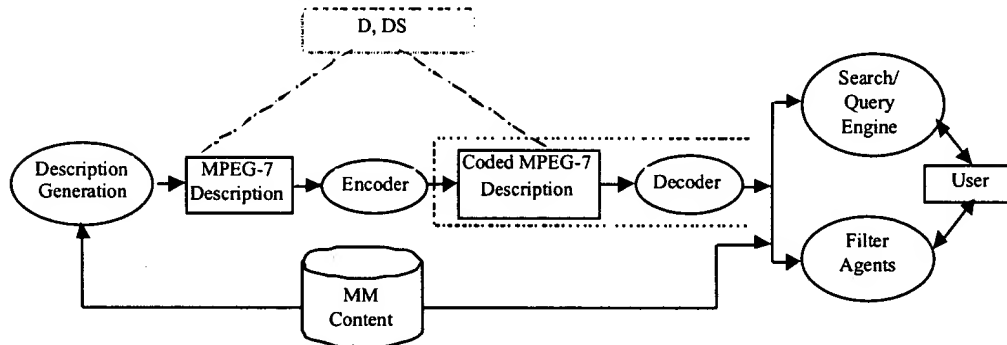 D, DS
Search/
Query
Engine
Description
Generation
MPEG-7
Description
Encoder
Coded MPEG-7
Description
Decoder
User
Filter
Agents
MM
Content